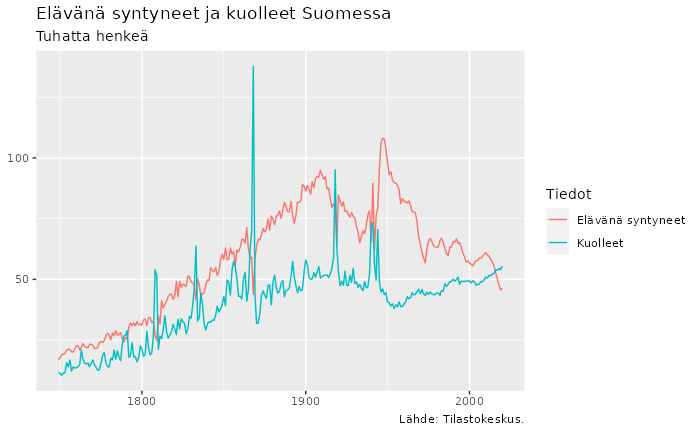 Elävänä syntyneet ja kuolleet Suomessa
Tuhatta henkeä
100
50
1800
1900
2000
Tiedot
Elävänä syntyneet
Kuolleet
Lähde: Tilastokeskus.